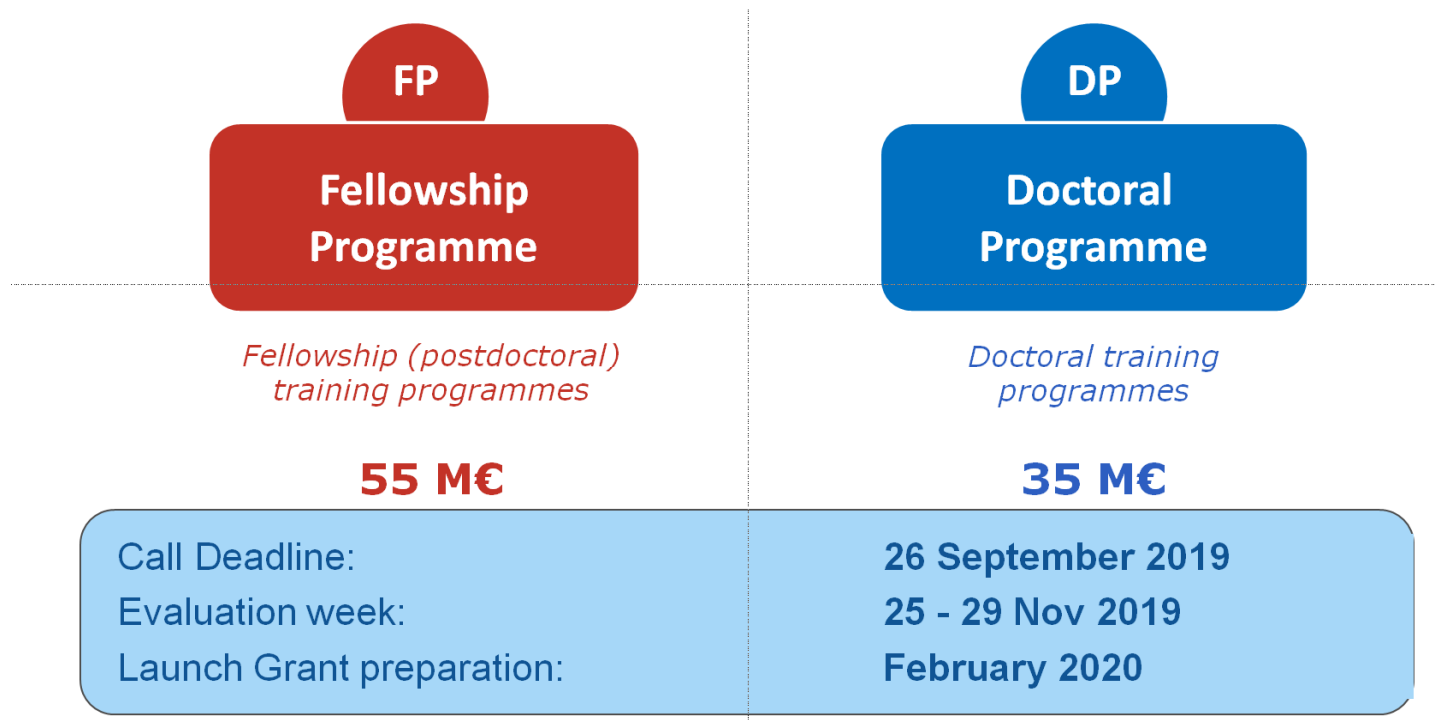 FP
Fellowship
Programme
Fellowship (postdoctoral)
training programmes
55 M€
DP
Doctoral
Programme
Doctoral training
programmes
35 M€
Call Deadline: 26 September 2019
Evaluation week: 25 - 29 Nov 2019
Launch Grant preparation: February 2020